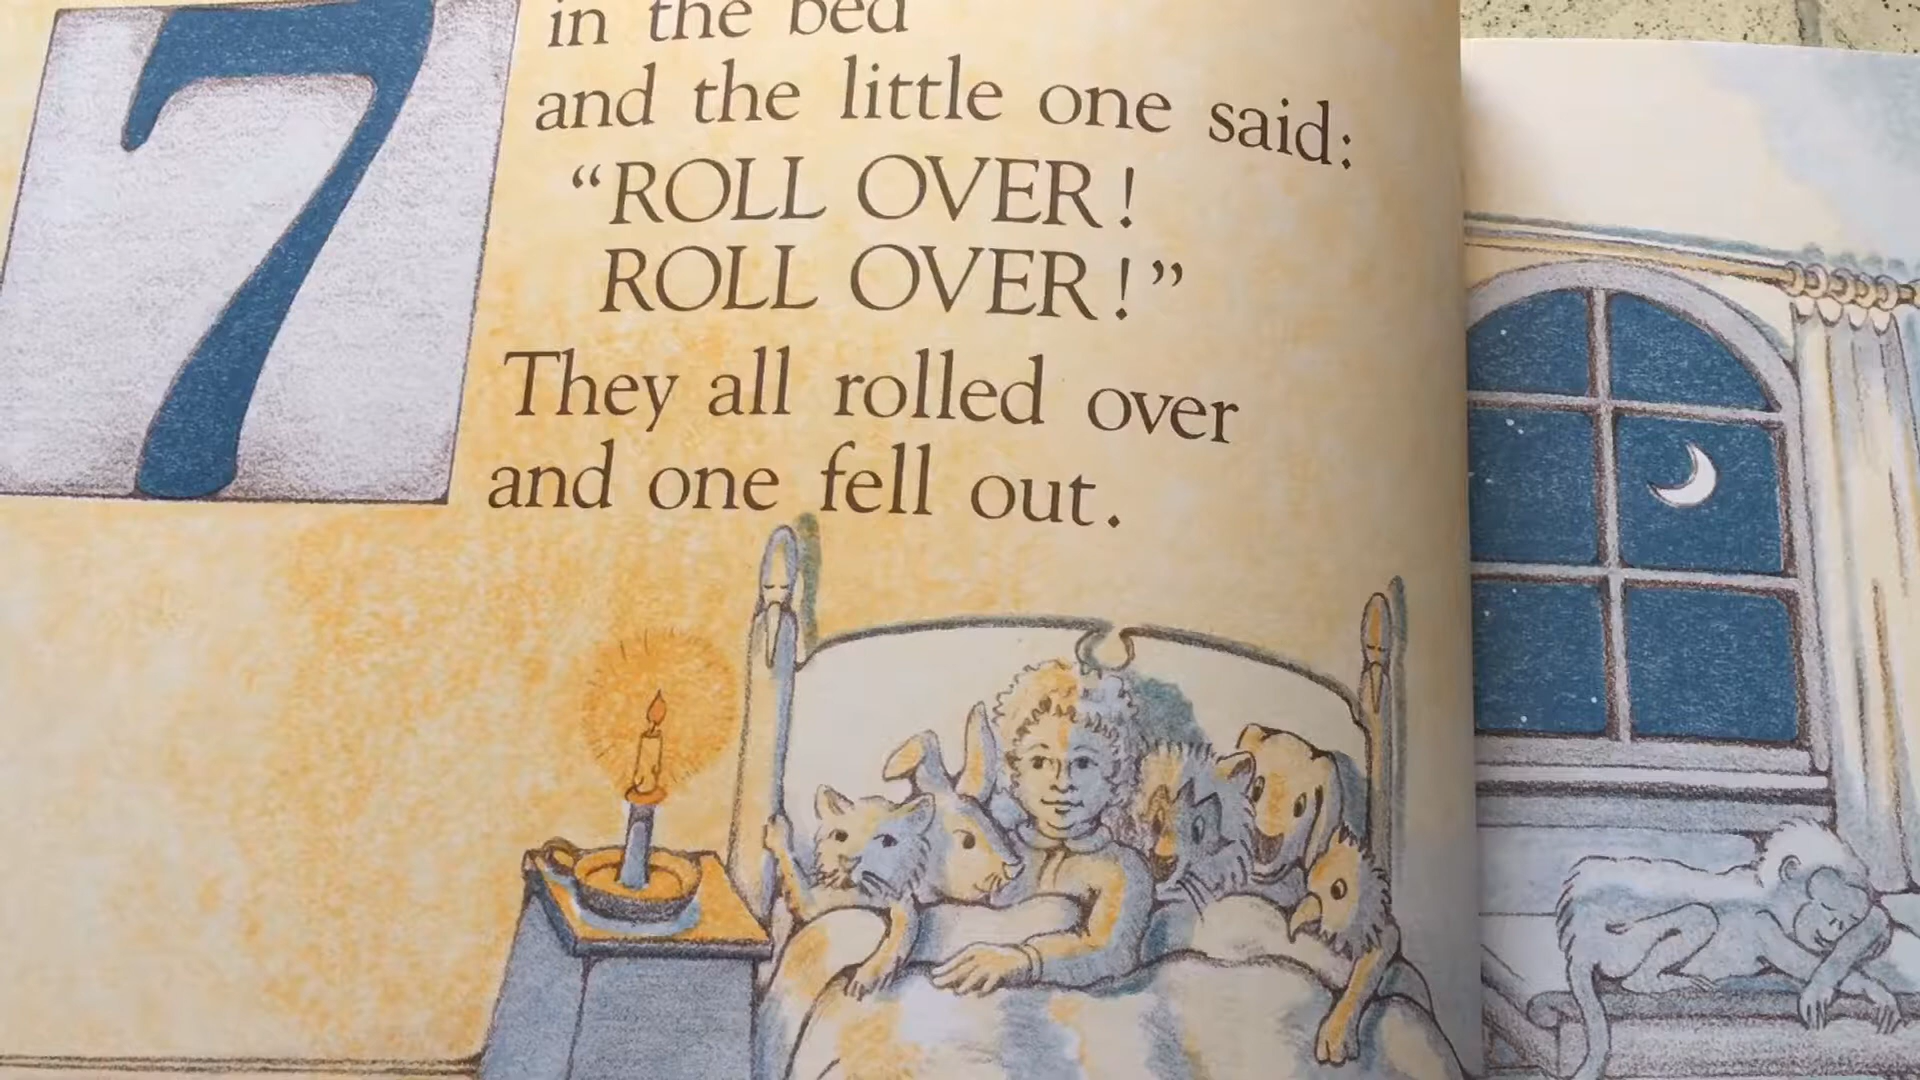 7
in the bed
and the little one said:
“ROLL OVER!
ROLL OVER!”
They all rolled over
and one fell out.